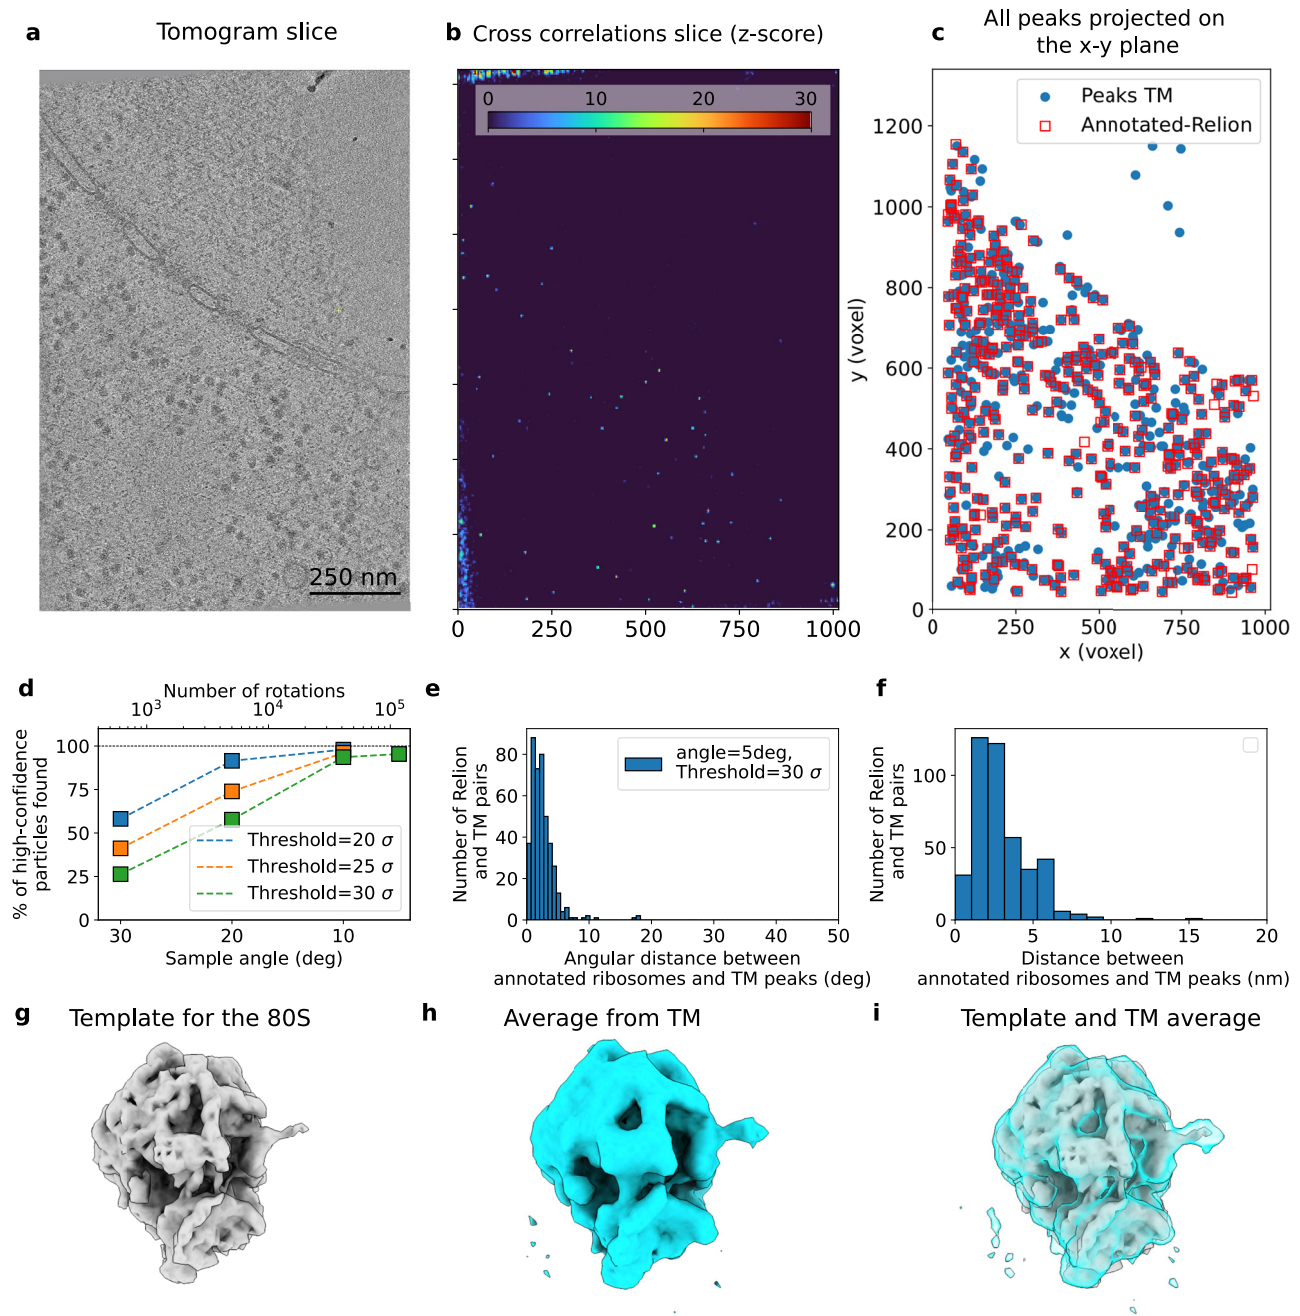 a Tomogram slice
b Cross correlations slice (z-score)
c All peaks projected on
the x-y plane
250 nm
0 10 20 30
0 250 500 750 1000
Peaks TM
Annotated-Relion
1200
1000
800
600
400
200
0
y (voxel)
0 250 500 750 1000
x (voxel)
d
Number of rotations
10³ 10⁴ 10⁵
100
75
50
25
0
% of high-confidence
particles found
Threshold=20 σ
Threshold=25 σ
Threshold=30 σ
30 20 10
Sample angle (deg)
e
80
60
40
20
0
Number of Relion
and TM pairs
angle=5deg,
Threshold=30 σ
0 10 20 30 40 50
Angular distance between
annotated ribosomes and TM peaks (deg)
f
100
50
0
Number of Relion
and TM pairs
0 5 10 15 20
Distance between
annotated ribosomes and TM peaks (nm)
g Template for the 80S
h Average from TM
i Template and TM average